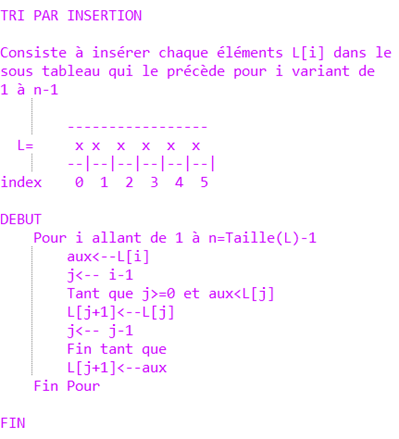 TRI PAR INSERTION
Consiste à insérer chaque éléments L[i] dans le
sous tableau qui le précède pour i variant de
1 à n-1
-----------------
L=     x x  x  x  x  x
--|--|--|--|--|--|
index    0  1  2  3  4  5
DEBUT
Pour i allant de 1 à n=Taille(L)-1
aux<--L[i]
j<-- i-1
Tant que j>=0 et aux<L[j]
L[j+1]<--L[j]
j<-- j-1
Fin tant que
L[j+1]<--aux
Fin Pour
FIN